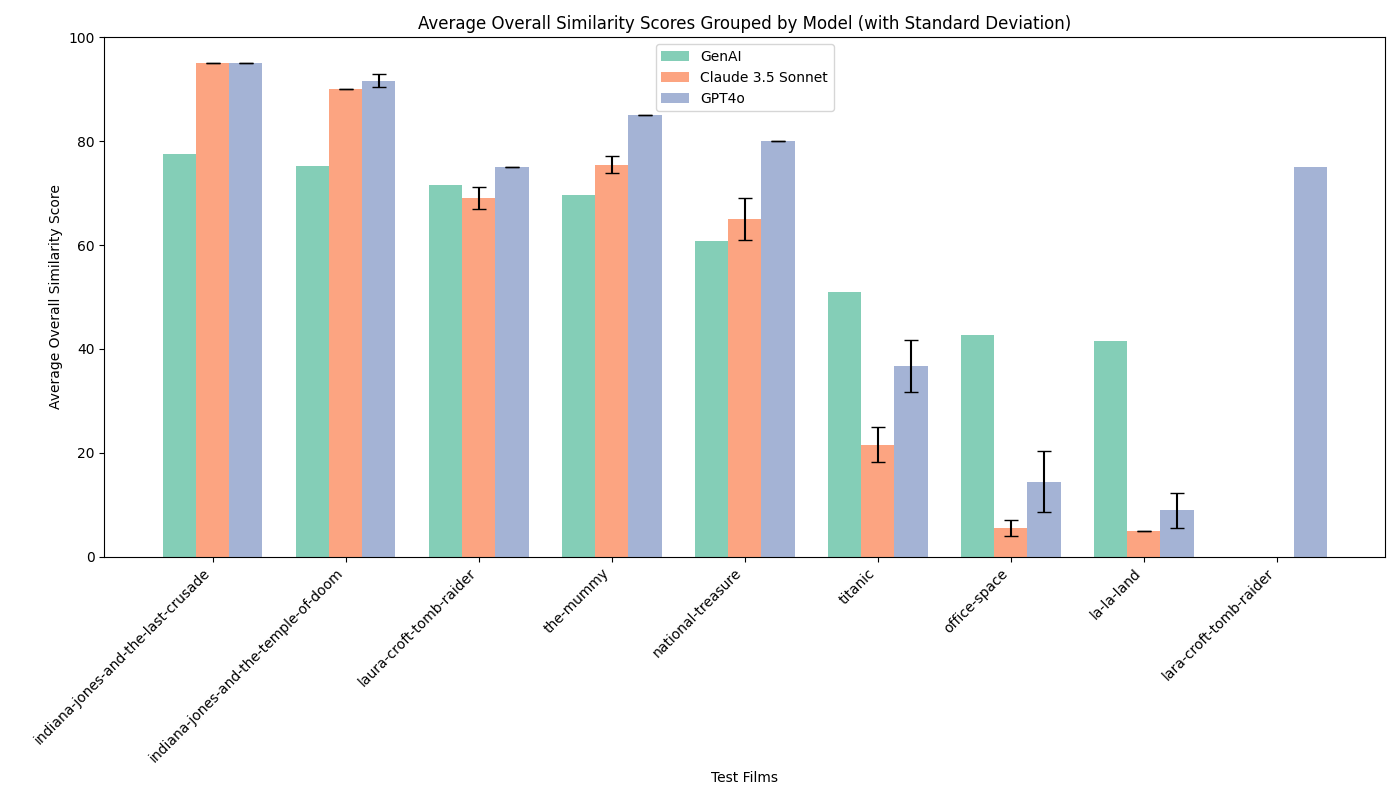 Average Overall Similarity Scores Grouped by Model (with Standard Deviation)
GenAI
Claude 3.5 Sonnet
GPT4o
Average Overall Similarity Score
100
80
60
40
20
0
indiana-jones-and-the-last-crusade
indiana-jones-and-the-temple-of-doom
laura-croft-tomb-raider
the-mummy
national-treasure
titanic
office-space
la-la-land
lara-croft-tomb-raider
Test Films